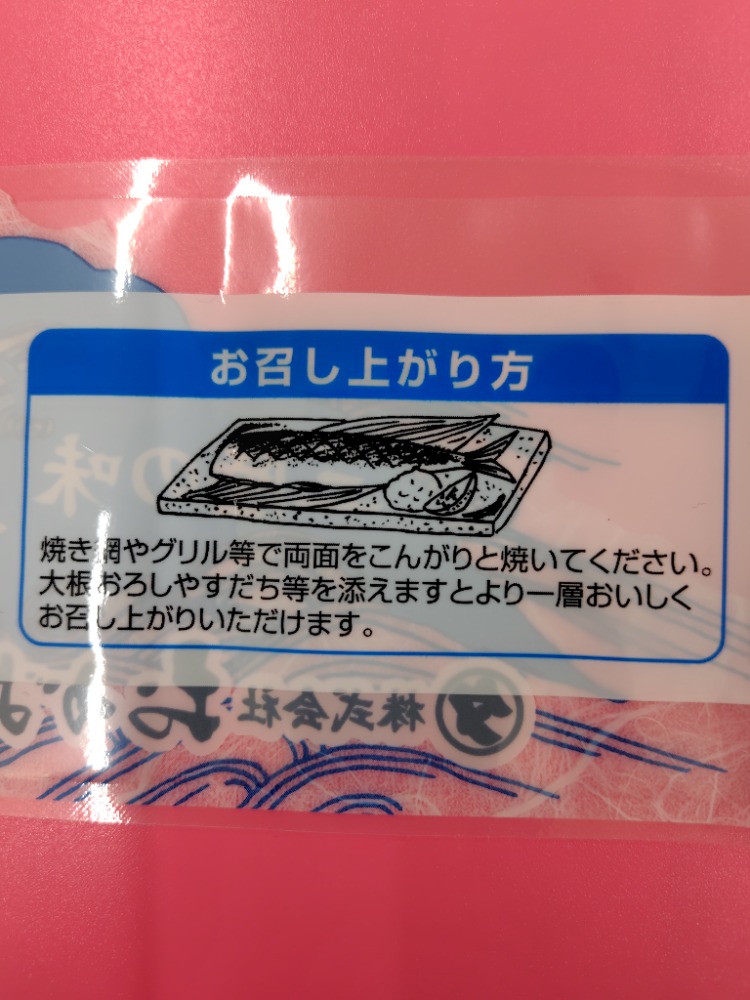 お召し上がり方
焼き網やグリル等で両面をこんがりと焼いてください。
大根おろしやすだち等を添えますとより一層おいしく
お召し上がりいただけます。
の味
株式会社